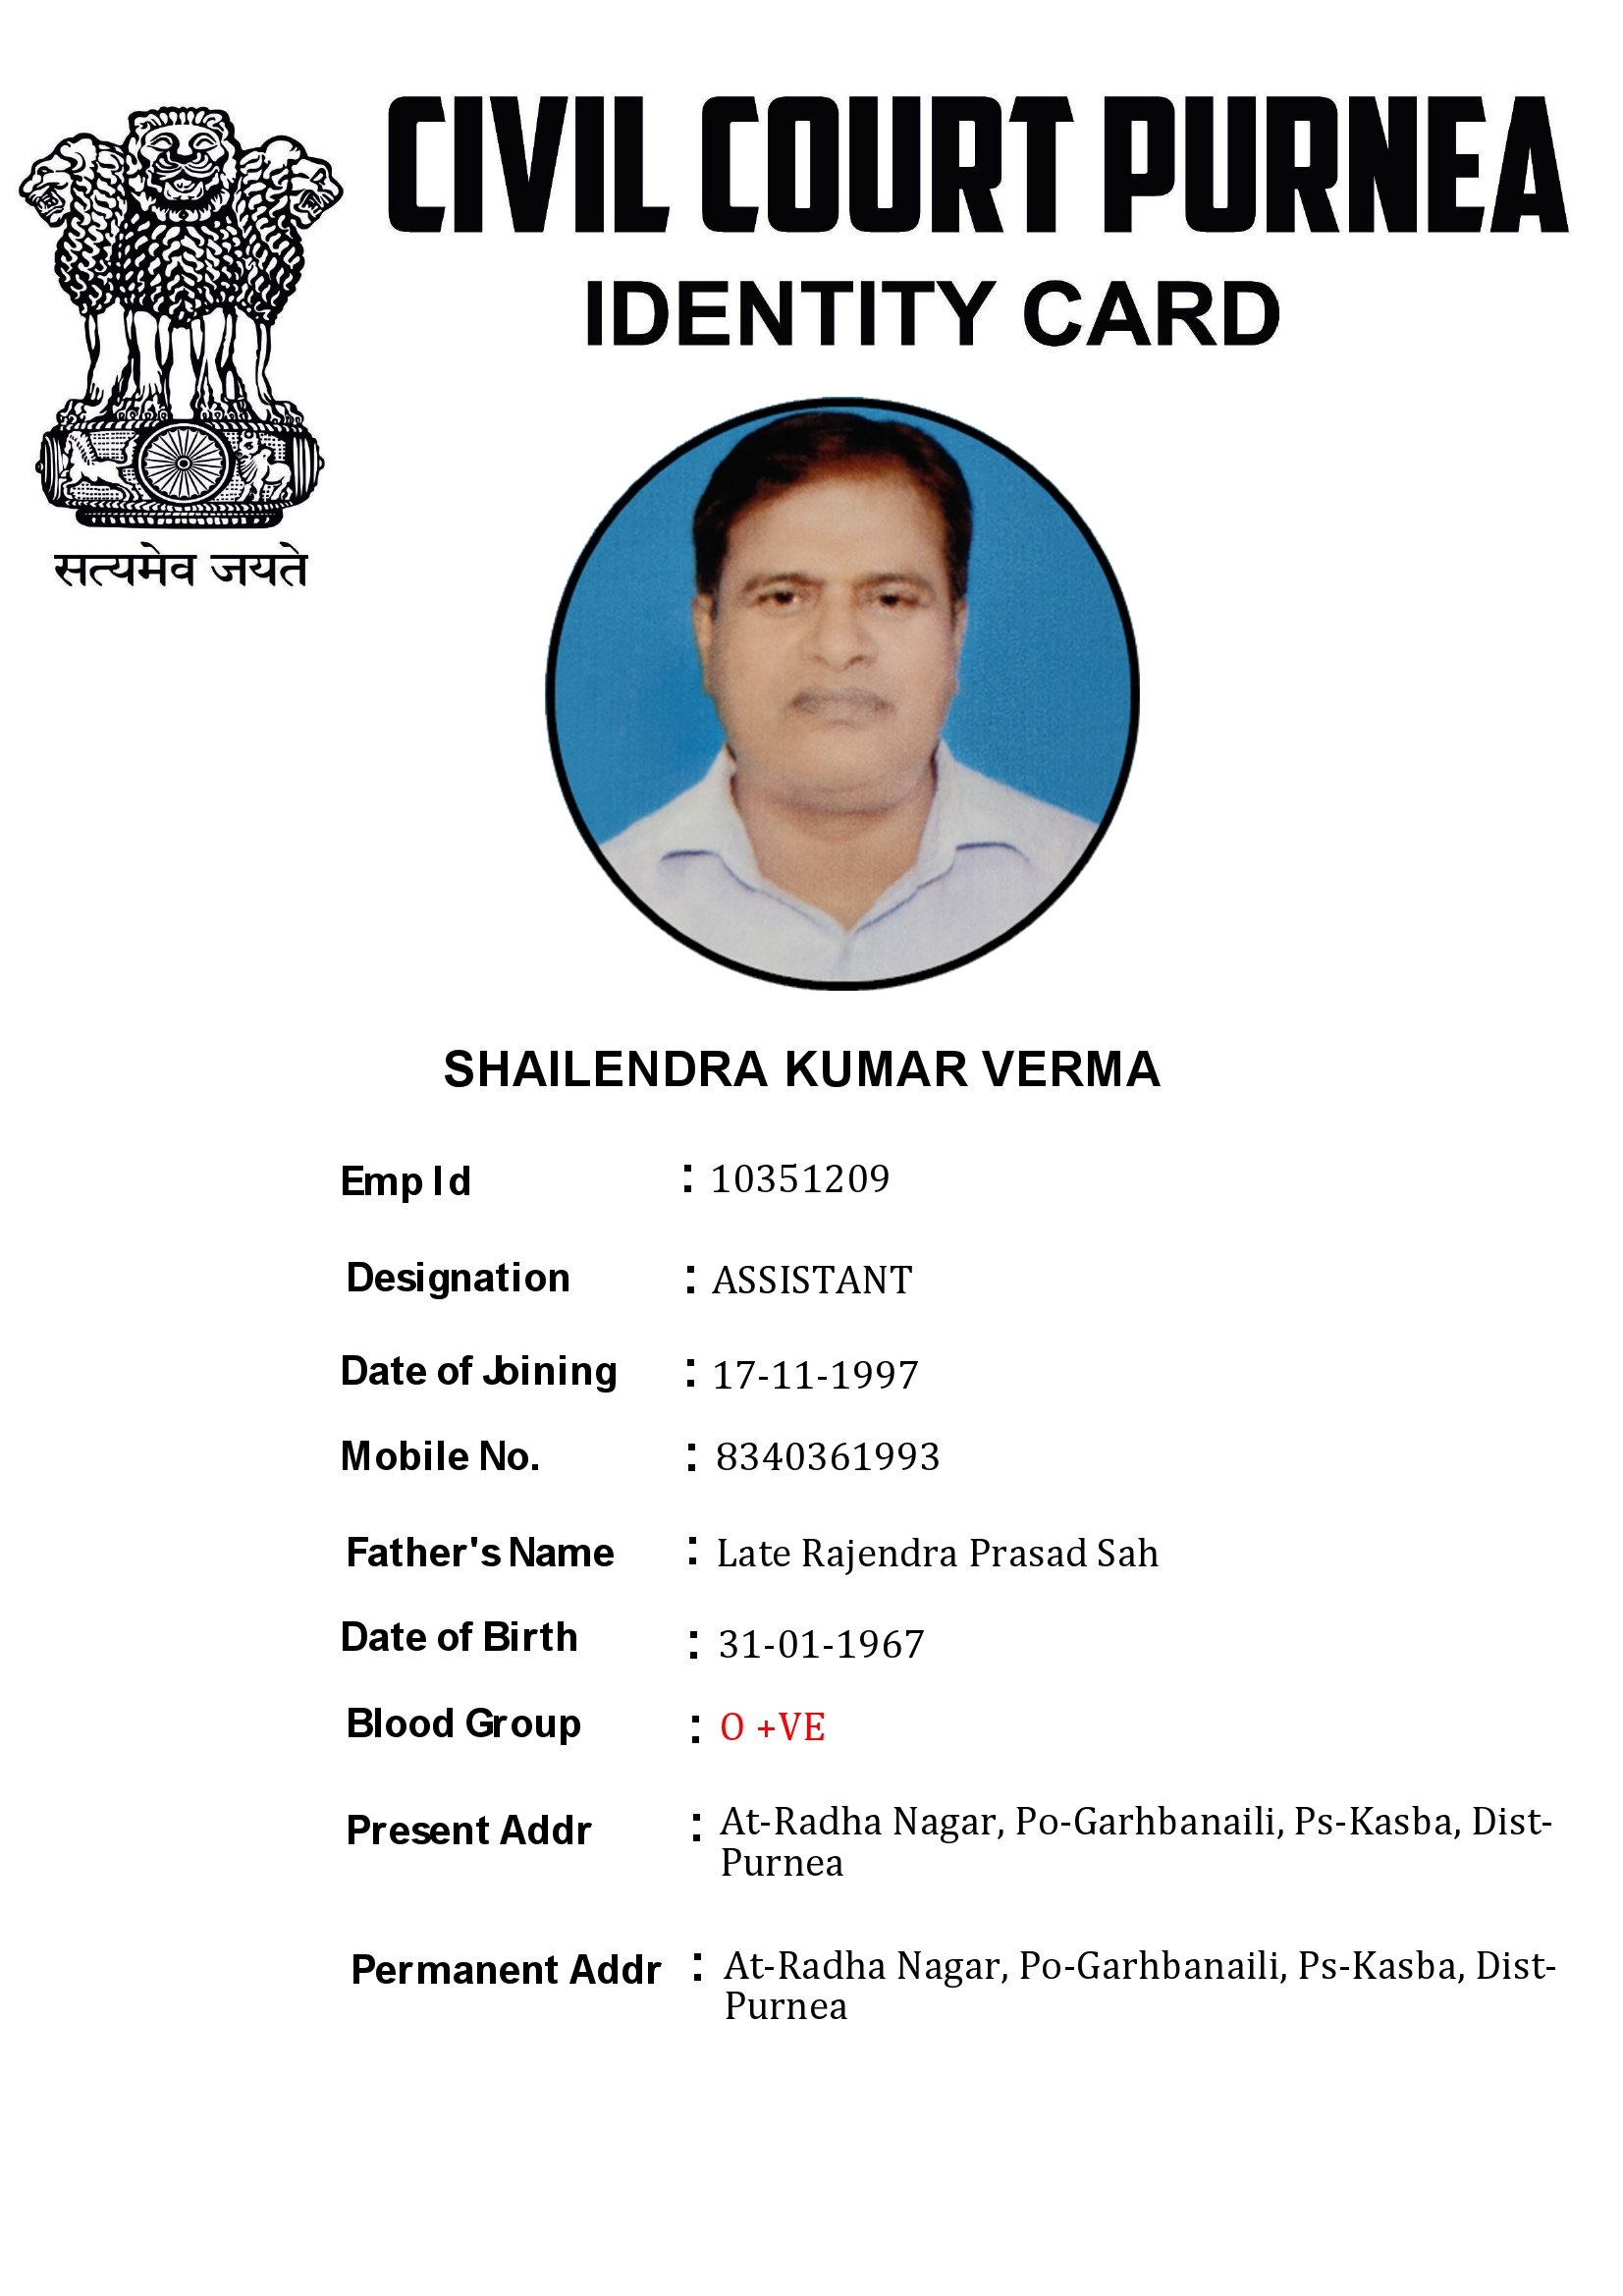 CIVIL COURT PURNEA
IDENTITY CARD
सत्यमेव जयते
SHAILENDRA KUMAR VERMA
Emp Id : 10351209
Designation : ASSISTANT
Date of Joining : 17-11-1997
Mobile No. : 8340361993
Father's Name : Late Rajendra Prasad Sah
Date of Birth : 31-01-1967
Blood Group : O +VE
Present Addr : At-Radha Nagar, Po-Garhbanaili, Ps-Kasba, Dist-
Purnea
Permanent Addr : At-Radha Nagar, Po-Garhbanaili, Ps-Kasba, Dist-
Purnea